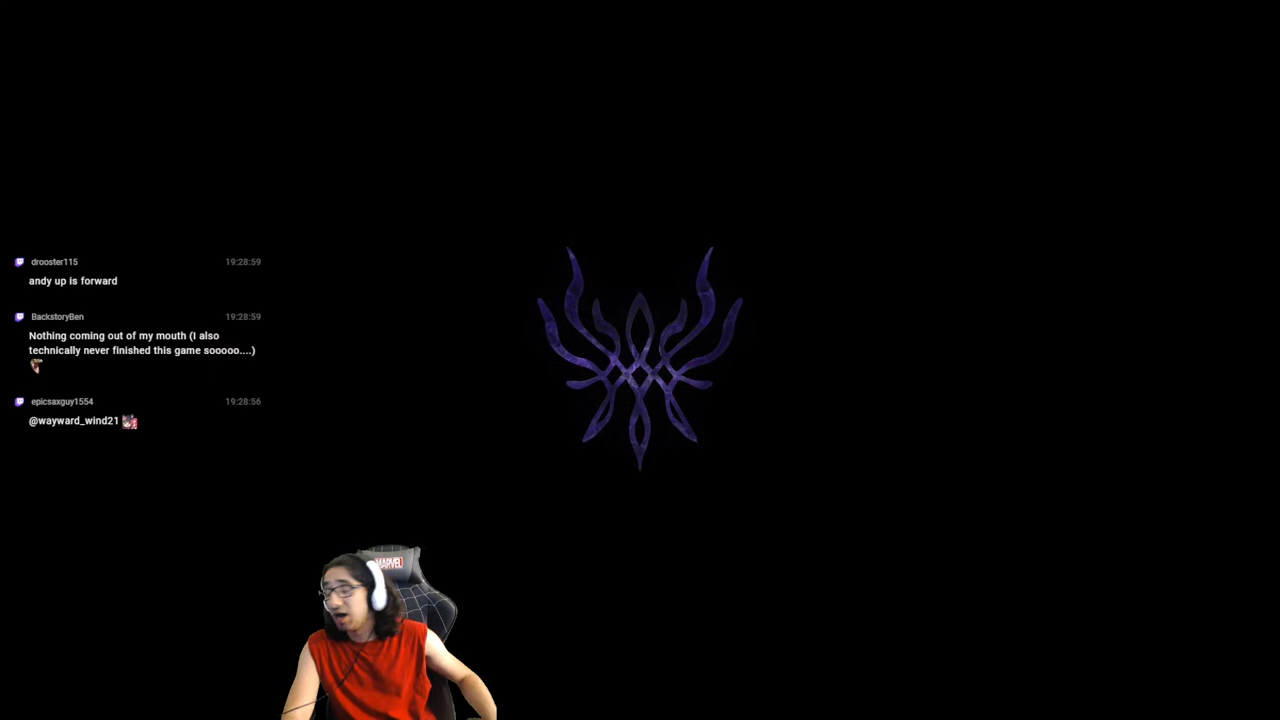 drooster115 19:28:59
andy up is forward
BackstoryBen 19:28:59
Nothing coming out of my mouth (I also
technically never finished this game sooooo....)
epicsaxguy1554 19:28:56
@wayward_wind21
MARVEL